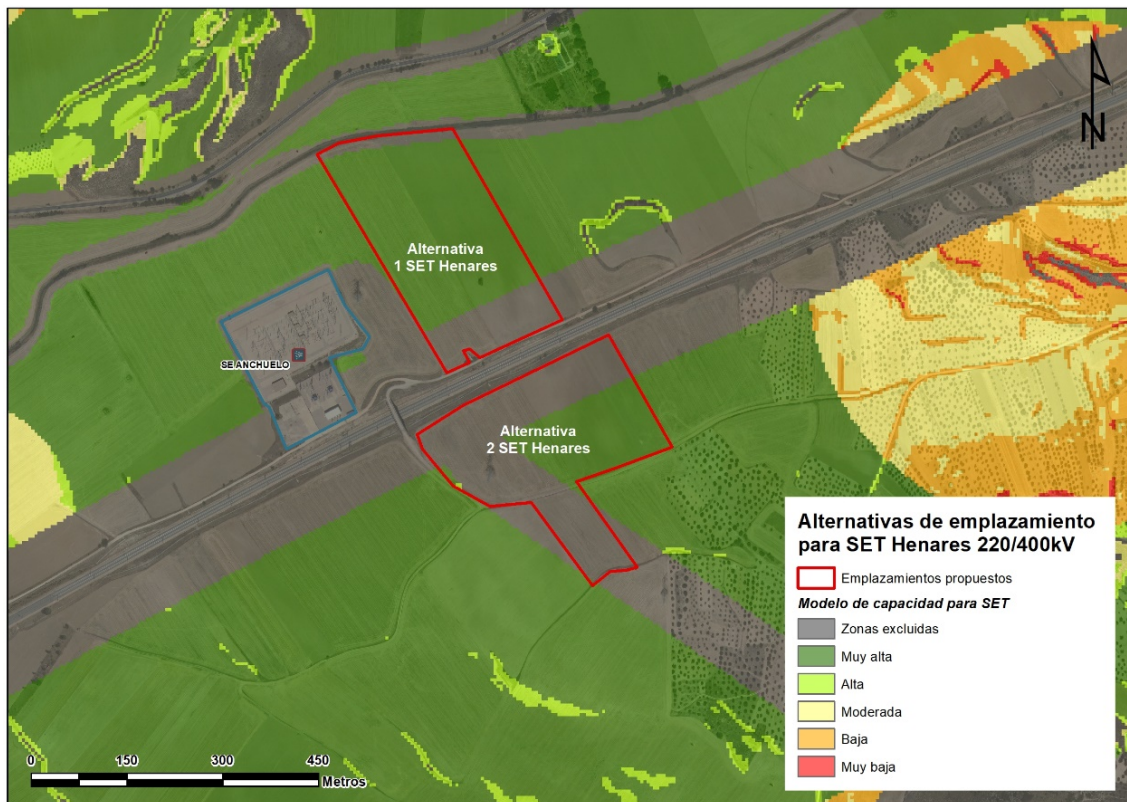 N
Alternativa
1 SET Henares
SE ANCHUELO
Alternativa
2 SET Henares
Alternativas de emplazamiento
para SET Henares 220/400kV
Emplazamientos propuestos
Modelo de capacidad para SET
Zonas excluidas
Muy alta
Alta
Moderada
Baja
Muy baja
0 150 300 450
Metros